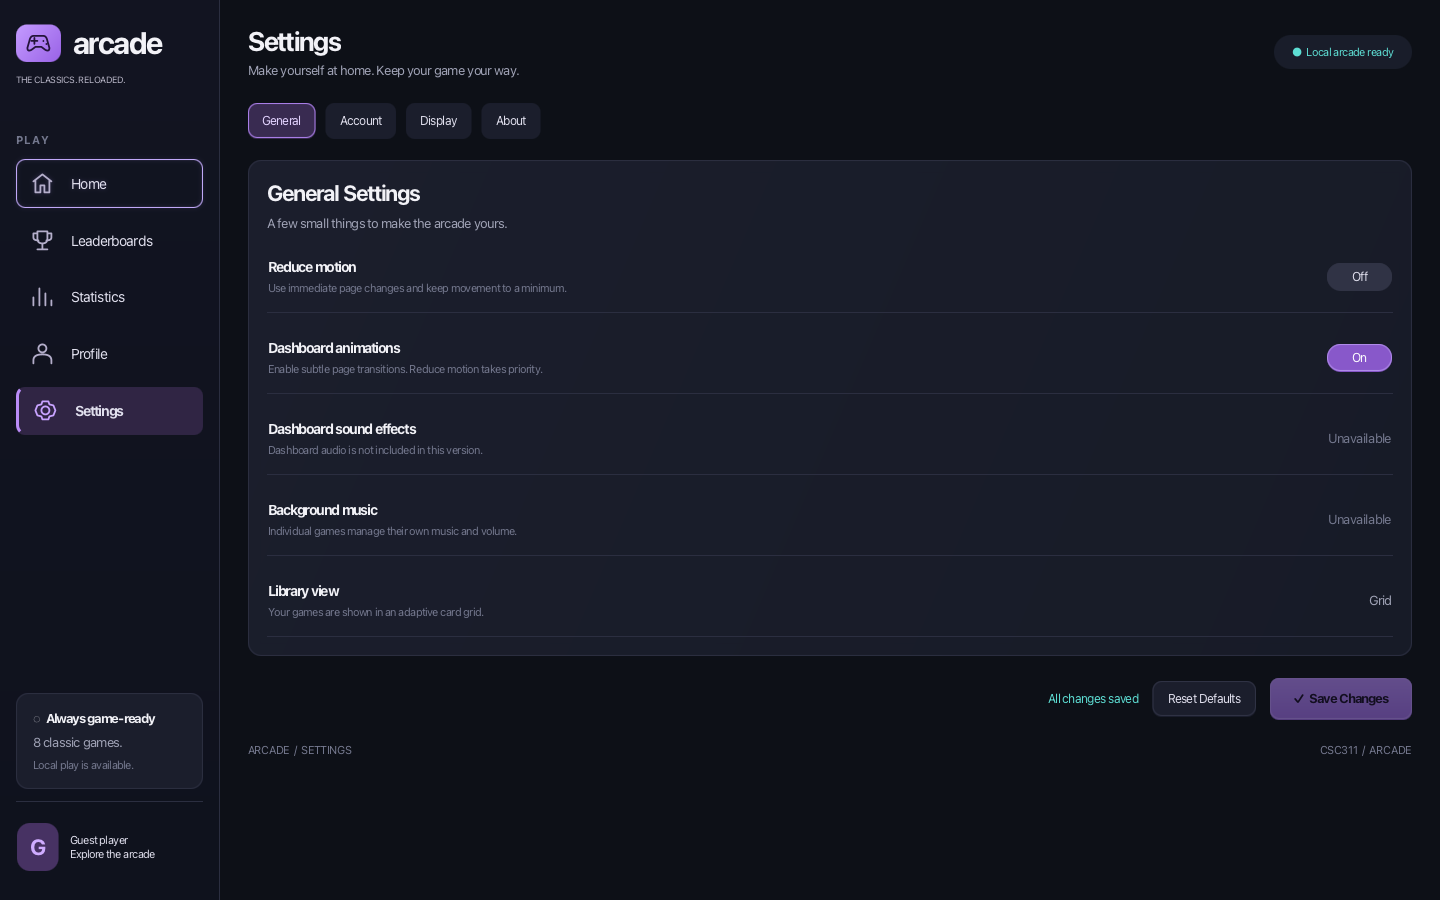 arcade
THE CLASSICS. RELOADED.
PLAY
Home
Leaderboards
Statistics
Profile
Settings
Always game-ready
8 classic games.
Local play is available.
G
Guest player
Explore the arcade
Settings
Make yourself at home. Keep your game your way.
Local arcade ready
General
Account
Display
About
General Settings
A few small things to make the arcade yours.
Reduce motion
Use immediate page changes and keep movement to a minimum.
Off
Dashboard animations
Enable subtle page transitions. Reduce motion takes priority.
On
Dashboard sound effects
Dashboard audio is not included in this version.
Unavailable
Background music
Individual games manage their own music and volume.
Unavailable
Library view
Your games are shown in an adaptive card grid.
Grid
All changes saved
Reset Defaults
✓ Save Changes
ARCADE / SETTINGS
CSC311 / ARCADE